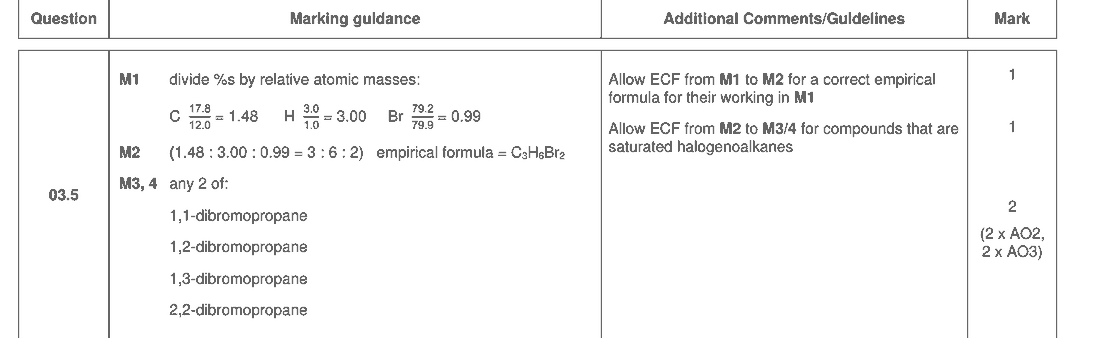 Question Marking guidance Additional Comments/Guidelines Mark
03.5
M1 divide %s by relative atomic masses:
C 17.8/12.0 = 1.48 H 3.0/1.0 = 3.00 Br 79.2/79.9 = 0.99
M2 (1.48 : 3.00 : 0.99 = 3 : 6 : 2) empirical formula = C₃H₆Br₂
M3, 4 any 2 of:
1,1-dibromopropane
1,2-dibromopropane
1,3-dibromopropane
2,2-dibromopropane
Allow ECF from M1 to M2 for a correct empirical
formula for their working in M1
Allow ECF from M2 to M3/4 for compounds that are
saturated halogenoalkanes
1
1
2
(2 x AO2,
2 x AO3)